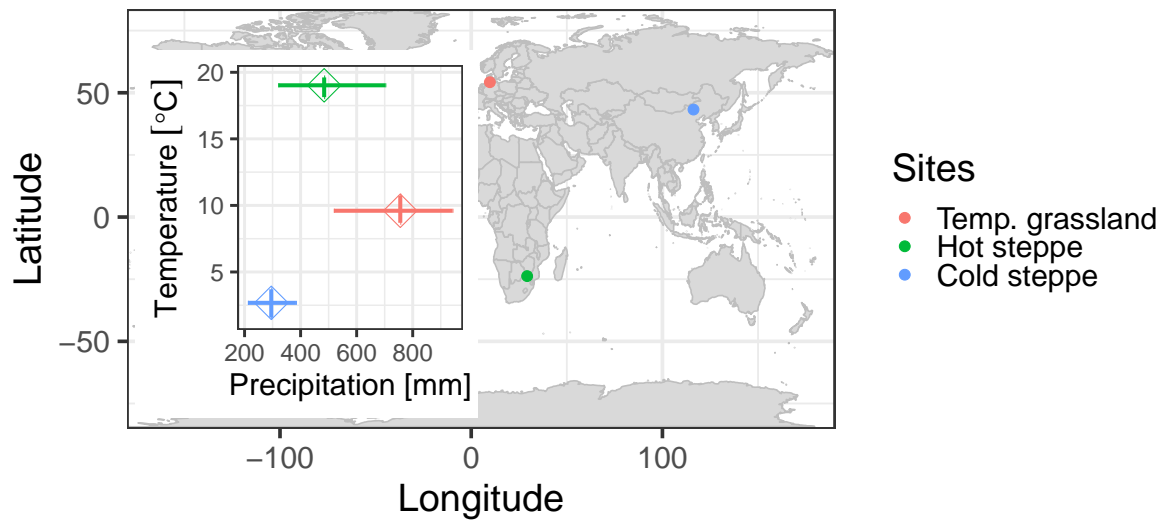 Latitude
50
0
−50
Temperature [°C]
20
15
10
5
200 400 600 800
Precipitation [mm]
−100 0 100
Longitude
Sites
Temp. grassland
Hot steppe
Cold steppe